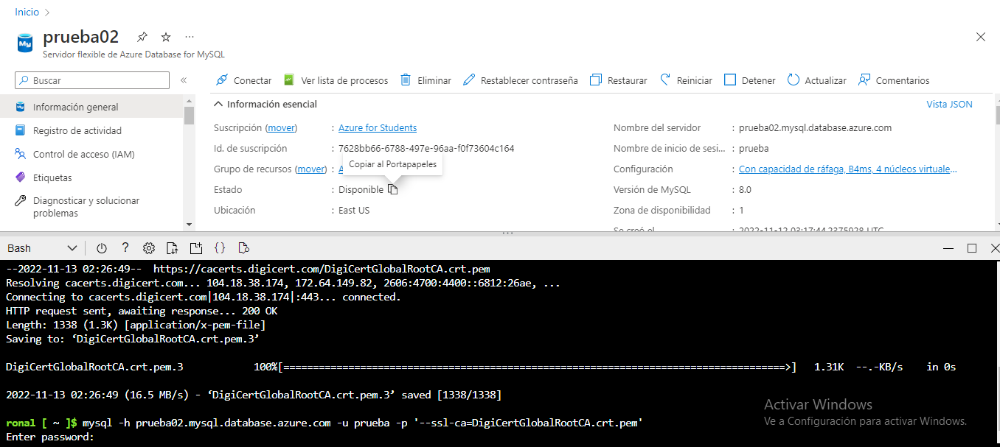 Inicio
prueba02
Servidor flexible de Azure Database for MySQL
Buscar
Conectar Ver lista de procesos Eliminar Restablecer contraseña Restaurar Reiniciar Detener Actualizar Comentarios
Información general
Registro de actividad
Control de acceso (IAM)
Etiquetas
Diagnosticar y solucionar
problemas
Información esencial Vista JSON
Suscripción (mover) : Azure for Students
Id. de suscripción : 7628bb66-6788-497e-96aa-f0f73604c164
Grupo de recursos (mover) :
Copiar al Portapapeles
Estado : Disponible
Ubicación : East US
Nombre del servidor : prueba02.mysql.database.azure.com
Nombre de inicio de sesi... : prueba
Configuración : Con capacidad de ráfaga, B4ms, 4 núcleos virtuale...
Versión de MySQL : 8.0
Zona de disponibilidad : 1
Se creó el : 2022-11-12 03:17:44.2375928 UTC
Bash
--2022-11-13 02:26:49-- https://cacerts.digicert.com/DigiCertGlobalRootCA.crt.pem
Resolving cacerts.digicert.com... 104.18.38.174, 172.64.149.82, 2606:4700:4400::6812:26ae, ...
Connecting to cacerts.digicert.com|104.18.38.174|:443... connected.
HTTP request sent, awaiting response... 200 OK
Length: 1338 (1.3K) [application/x-pem-file]
Saving to: ‘DigiCertGlobalRootCA.crt.pem.3’
DigiCertGlobalRootCA.crt.pem.3 100%[=====================================================================================>] 1.31K --.-KB/s in 0s
2022-11-13 02:26:49 (16.5 MB/s) - ‘DigiCertGlobalRootCA.crt.pem.3’ saved [1338/1338]
ronal [ ~ ]$ mysql -h prueba02.mysql.database.azure.com -u prueba -p '--ssl-ca=DigiCertGlobalRootCA.crt.pem'
Enter password:
Activar Windows
Ve a Configuración para activar Windows.